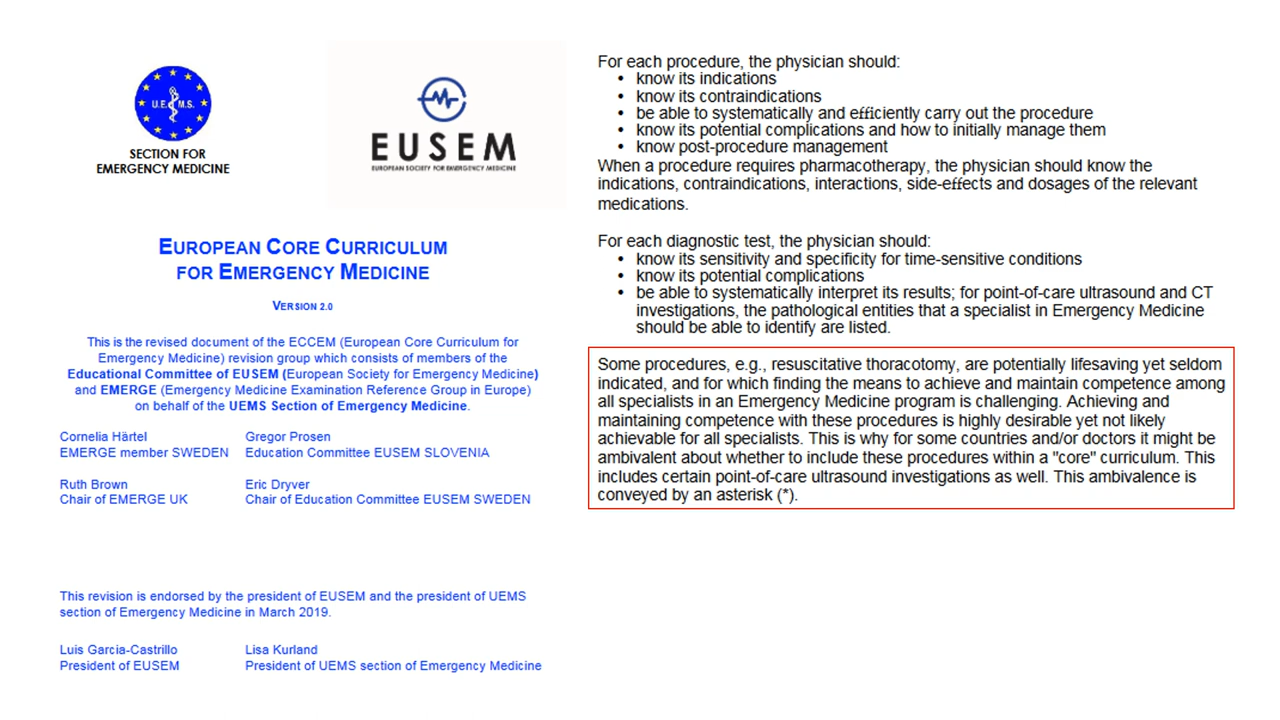 U.E. M.S.
SECTION FOR
EMERGENCY MEDICINE
EUSEM
EUROPEAN SOCIETY FOR EMERGENCY MEDICINE
EUROPEAN CORE CURRICULUM
FOR EMERGENCY MEDICINE
VERSION 2.0
This is the revised document of the ECCEM (European Core Curriculum for
Emergency Medicine) revision group which consists of members of the
Educational Committee of EUSEM (European Society for Emergency Medicine)
and EMERGE (Emergency Medicine Examination Reference Group in Europe)
on behalf of the UEMS Section of Emergency Medicine.
Cornelia Härtel Gregor Prosen
EMERGE member SWEDEN Education Committee EUSEM SLOVENIA
Ruth Brown Eric Dryver
Chair of EMERGE UK Chair of Education Committee EUSEM SWEDEN
This revision is endorsed by the president of EUSEM and the president of UEMS
section of Emergency Medicine in March 2019.
Luis Garcia-Castrillo Lisa Kurland
President of EUSEM President of UEMS section of Emergency Medicine
For each procedure, the physician should:
• know its indications
• know its contraindications
• be able to systematically and efficiently carry out the procedure
• know its potential complications and how to initially manage them
• know post-procedure management
When a procedure requires pharmacotherapy, the physician should know the
indications, contraindications, interactions, side-effects and dosages of the relevant
medications.
For each diagnostic test, the physician should:
• know its sensitivity and specificity for time-sensitive conditions
• know its potential complications
• be able to systematically interpret its results; for point-of-care ultrasound and CT
investigations, the pathological entities that a specialist in Emergency Medicine
should be able to identify are listed.
Some procedures, e.g., resuscitative thoracotomy, are potentially lifesaving yet seldom
indicated, and for which finding the means to achieve and maintain competence among
all specialists in an Emergency Medicine program is challenging. Achieving and
maintaining competence with these procedures is highly desirable yet not likely
achievable for all specialists. This is why for some countries and/or doctors it might be
ambivalent about whether to include these procedures within a "core" curriculum. This
includes certain point-of-care ultrasound investigations as well. This ambivalence is
conveyed by an asterisk (*).